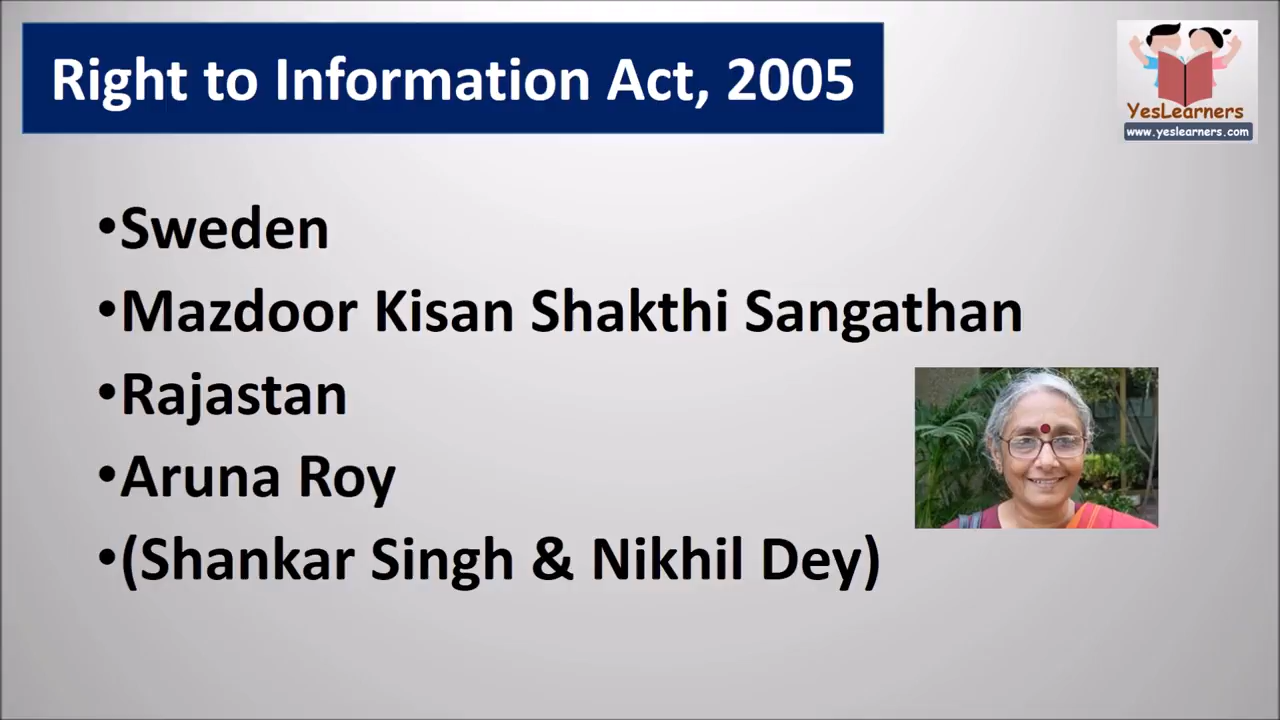 Right to Information Act, 2005
YesLearners
www.yeslearners.com
•Sweden
•Mazdoor Kisan Shakthi Sangathan
•Rajastan
•Aruna Roy
•(Shankar Singh & Nikhil Dey)